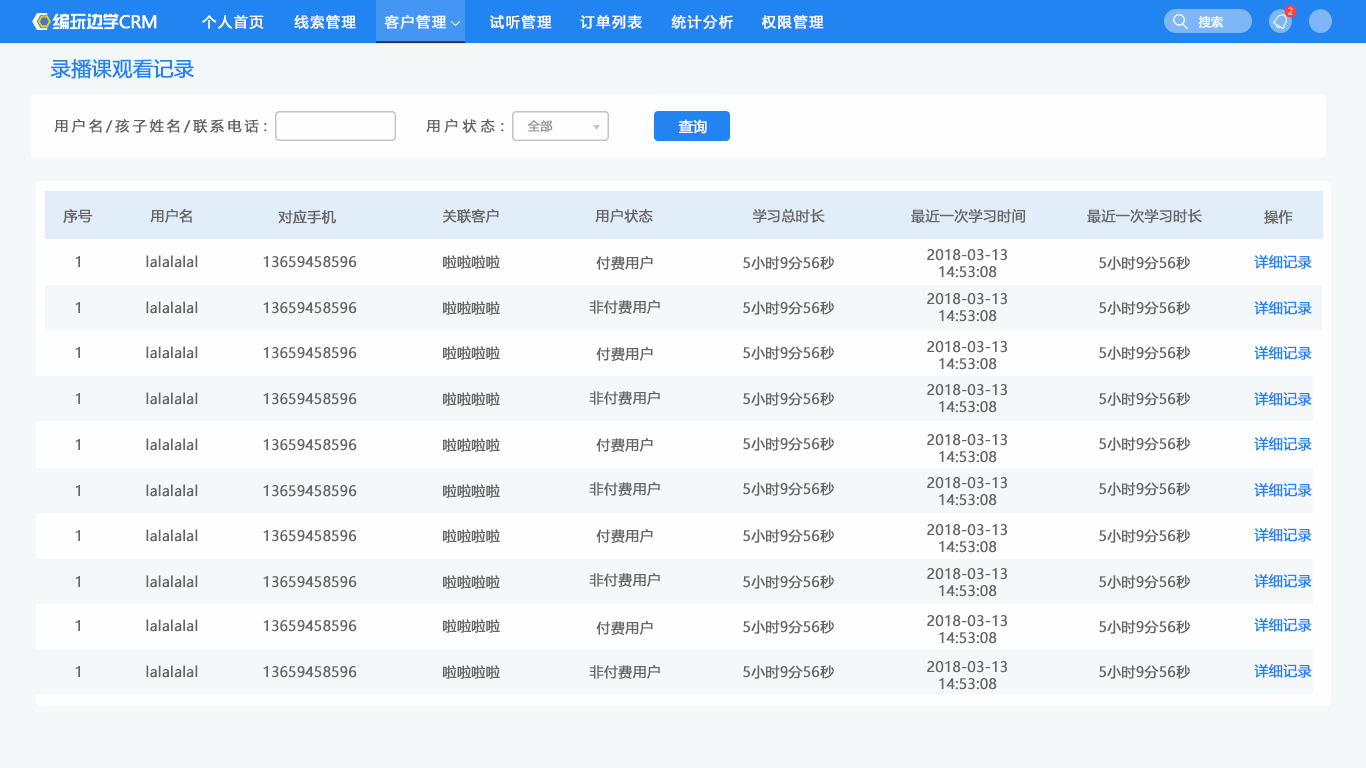 编玩边学CRM 个人首页 线索管理 客户管理 试听管理 订单列表 统计分析 权限管理 搜索 2
录播课观看记录
用户名/孩子姓名/联系电话: 用户状态: 全部 查询
序号 用户名 对应手机 关联客户 用户状态 学习总时长 最近一次学习时间 最近一次学习时长 操作
1 lalalalal 13659458596 啦啦啦啦 付费用户 5小时9分56秒 2018-03-13 14:53:08 5小时9分56秒 详细记录
1 lalalalal 13659458596 啦啦啦啦 非付费用户 5小时9分56秒 2018-03-13 14:53:08 5小时9分56秒 详细记录
1 lalalalal 13659458596 啦啦啦啦 付费用户 5小时9分56秒 2018-03-13 14:53:08 5小时9分56秒 详细记录
1 lalalalal 13659458596 啦啦啦啦 非付费用户 5小时9分56秒 2018-03-13 14:53:08 5小时9分56秒 详细记录
1 lalalalal 13659458596 啦啦啦啦 付费用户 5小时9分56秒 2018-03-13 14:53:08 5小时9分56秒 详细记录
1 lalalalal 13659458596 啦啦啦啦 非付费用户 5小时9分56秒 2018-03-13 14:53:08 5小时9分56秒 详细记录
1 lalalalal 13659458596 啦啦啦啦 付费用户 5小时9分56秒 2018-03-13 14:53:08 5小时9分56秒 详细记录
1 lalalalal 13659458596 啦啦啦啦 非付费用户 5小时9分56秒 2018-03-13 14:53:08 5小时9分56秒 详细记录
1 lalalalal 13659458596 啦啦啦啦 付费用户 5小时9分56秒 2018-03-13 14:53:08 5小时9分56秒 详细记录
1 lalalalal 13659458596 啦啦啦啦 非付费用户 5小时9分56秒 2018-03-13 14:53:08 5小时9分56秒 详细记录